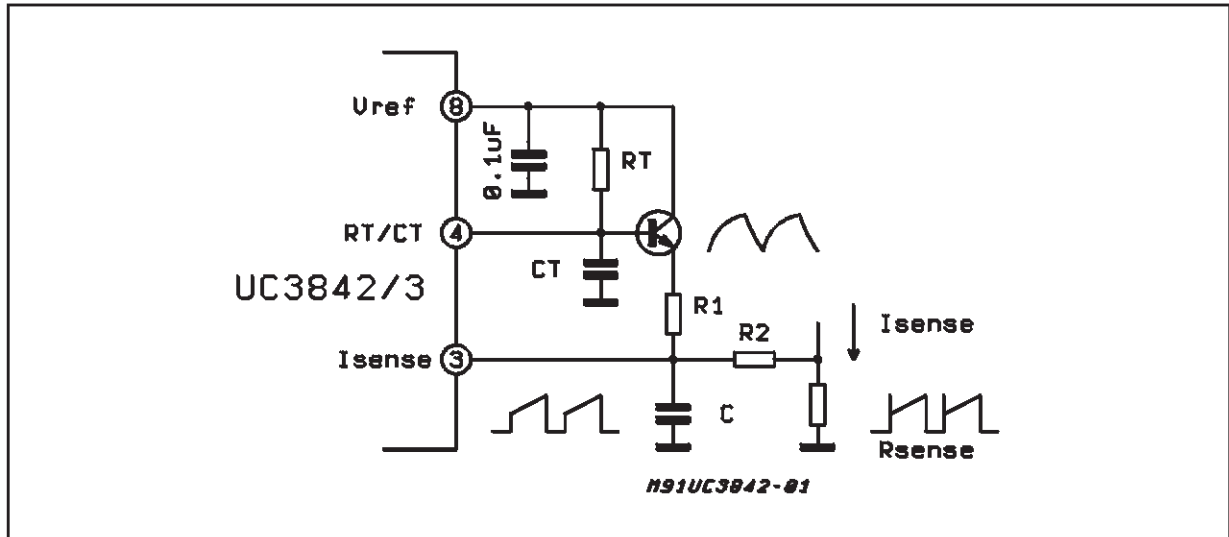 Vref 8
0.1uF
RT
RT/CT 4
CT
UC3842/3
R1
Isense
R2
Isense 3
C
Rsense
M91UC3842-01